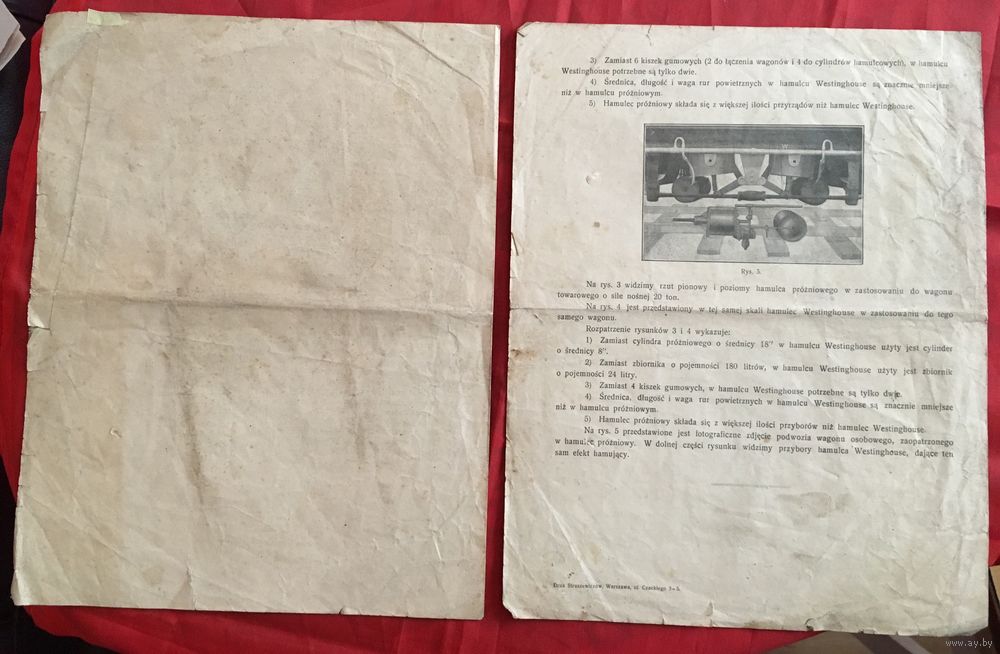 3) Zamiast 6 kiszek gumowych (2 do łączenia wagonów i 4 do cylindrów hamulcowych), w hamulcu
Westinghouse potrzebne są tylko dwie.
4) Średnica, długość i waga rur powietrznych w hamulcu Westinghouse są znacznie mniejsze
niż w hamulcu próżniowym.
5) Hamulec próżniowy składa się z większej ilości przyrządów niż hamulec Westinghouse.
W
Rys. 5.
Na rys. 3 widzimy rzut pionowy i poziomy hamulca próżniowego w zastosowaniu do wagonu
towarowego o sile nośnej 20 ton.
Na rys. 4 jest przedstawiony w tej samej skali hamulec Westinghouse w zastosowaniu do tego
samego wagonu.
Rozpatrzenie rysunków 3 i 4 wykazuje:
1) Zamiast cylindra próżniowego o średnicy 18" w hamulcu Westinghouse użyty jest cylinder
o średnicy 8".
2) Zamiast zbiornika o pojemności 180 litrów, w hamulcu Westinghouse użyty jest zbiornik
o pojemności 24 litry.
3) Zamiast 4 kiszek gumowych, w hamulcu Westinghouse potrzebne są tylko dwie.
4) Średnica, długość i waga rur powietrznych w hamulcu Westinghouse są znacznie mniejsze
niż w hamulcu próżniowym.
5) Hamulec próżniowy składa się z większej ilości przyborów niż hamulec Westinghouse.
Na rys. 5 przedstawione jest fotograficzne zdjęcie podwozia wagonu osobowego, zaopatrzonego
w hamulec próżniowy. W dolnej części rysunku widzimy przybory hamulca Westinghouse, dające ten
sam efekt hamujący.
Druk Straszewiczów, Warszawa, ul. Czackiego 3-5.
www.ay.by